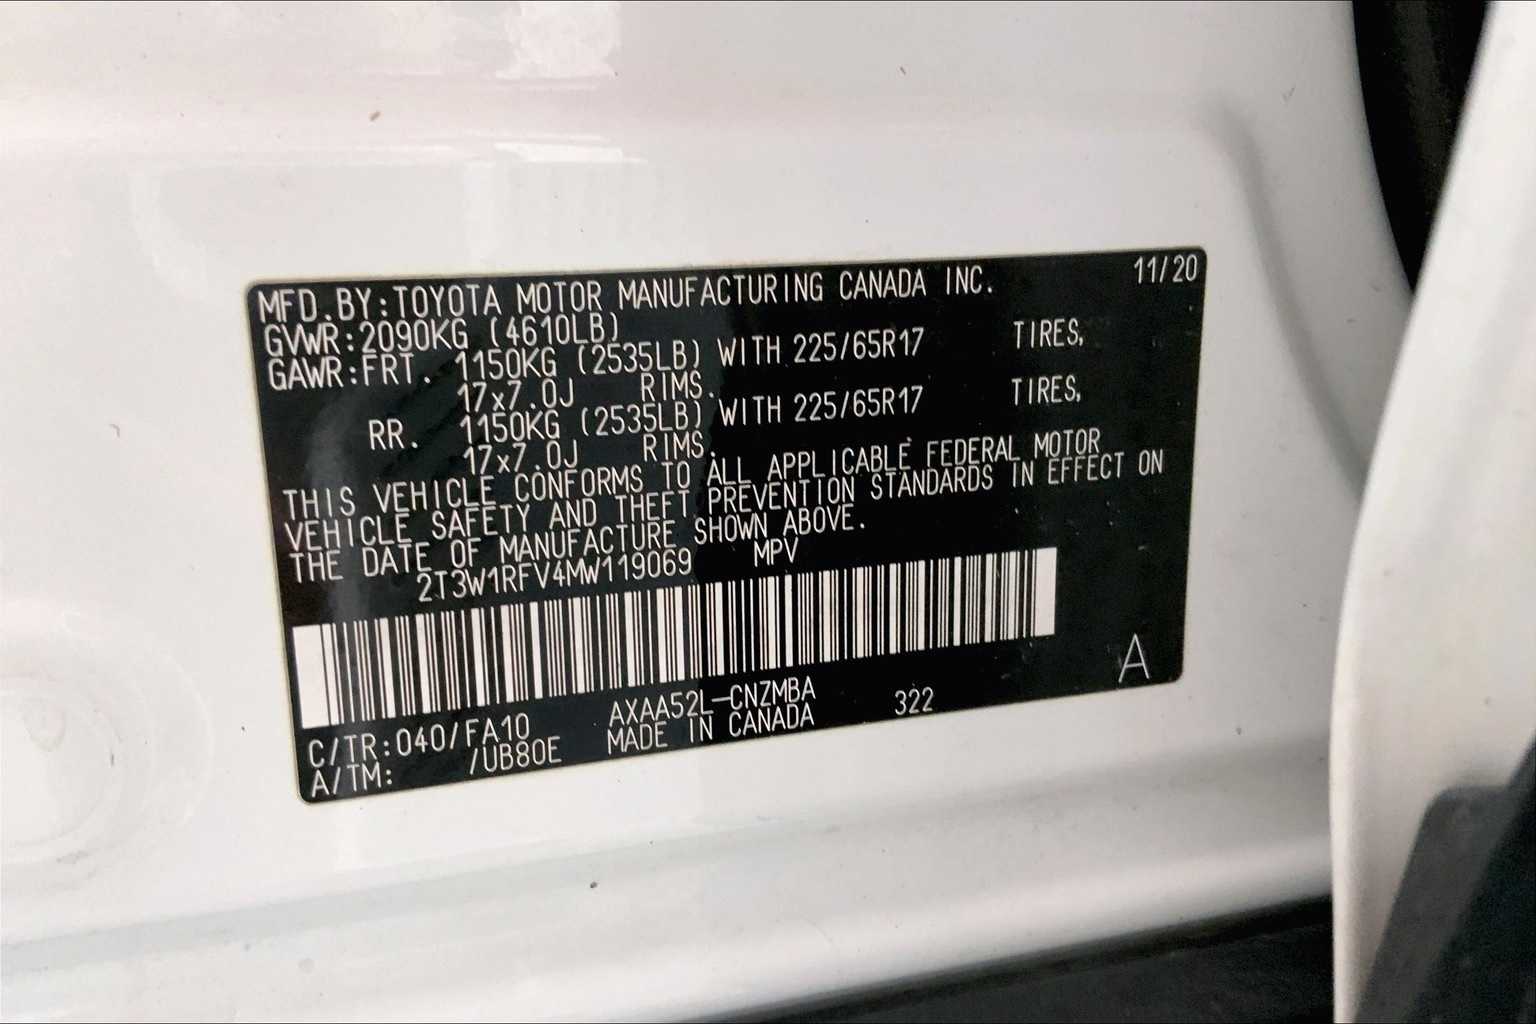 MFD.BY:TOYOTA MOTOR MANUFACTURING CANADA INC. 11/20
GVWR:2090KG (4610LB)
GAWR:FRT. 1150KG (2535LB) WITH 225/65R17 TIRES,
17x7.0J RIMS.
RR. 1150KG (2535LB) WITH 225/65R17 TIRES,
17x7.0J RIMS.
THIS VEHICLE CONFORMS TO ALL APPLICABLE FEDERAL MOTOR
VEHICLE SAFETY AND THEFT PREVENTION STANDARDS IN EFFECT ON
THE DATE OF MANUFACTURE SHOWN ABOVE.
2T3W1RFV4MW119069 MPV
A
C/TR:040/FA10 AXAA52L-CNZMBA 322
A/TM: /UB80E MADE IN CANADA